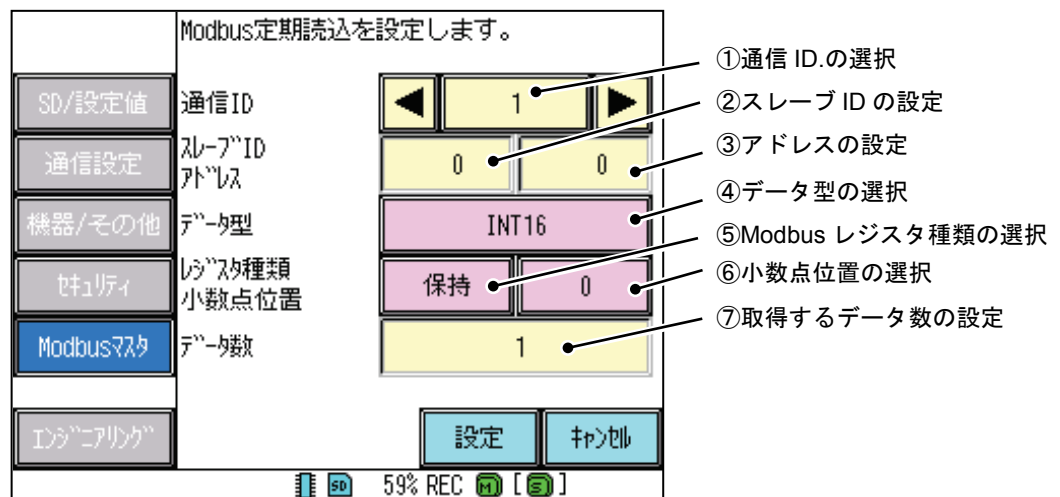 Modbus定期読込を設定します。
SD/設定値
通信ID
1
①通信 ID.の選択
通信設定
ｽﾚｰﾌﾞID
ｱﾄﾞﾚｽ
0
0
②スレーブ ID の設定
③アドレスの設定
機器/その他
ﾃﾞｰﾀ型
INT16
④データ型の選択
ｾｷｭﾘﾃｨ
ﾚｼﾞｽﾀ種類
小数点位置
保持
0
⑤Modbus レジスタ種類の選択
⑥小数点位置の選択
Modbusﾏｽﾀ
ﾃﾞｰﾀ数
1
⑦取得するデータ数の設定
ｴﾝｼﾞﾆｱﾘﾝｸﾞ
設定
ｷｬﾝｾﾙ
SD 59% REC M [S]